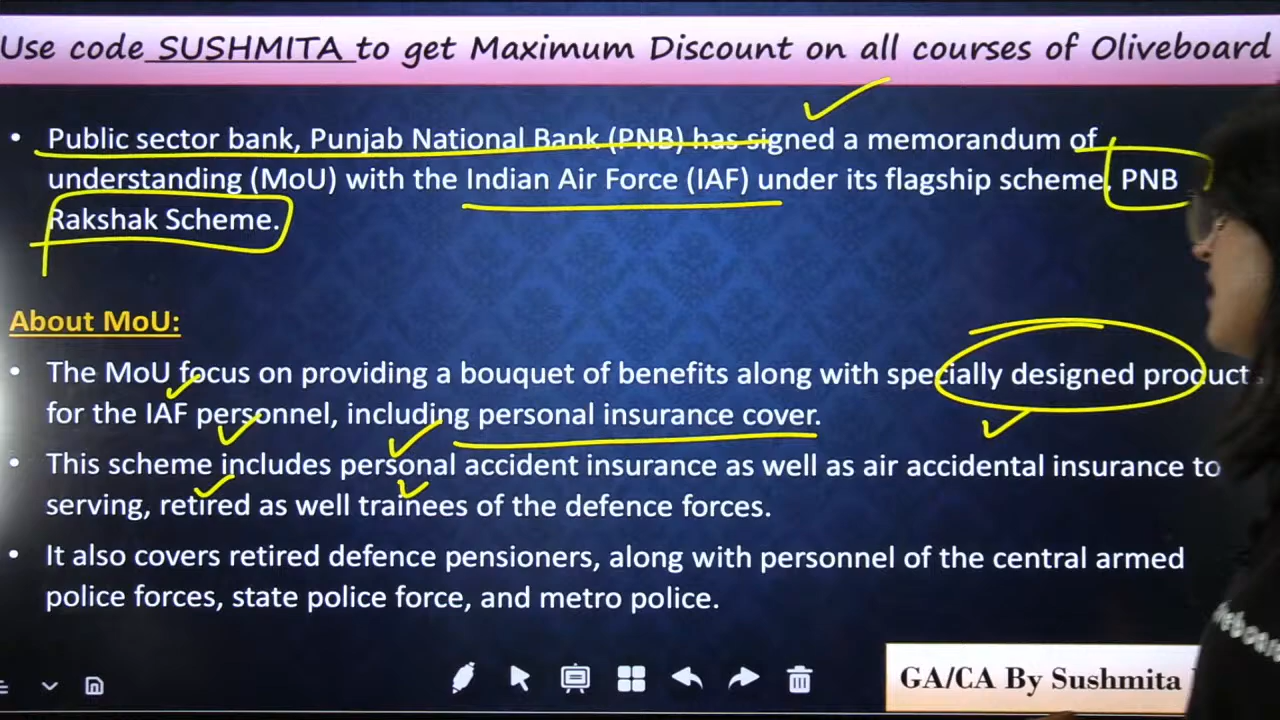 Use code SUSHMITA to get Maximum Discount on all courses of Oliveboard
• Public sector bank, Punjab National Bank (PNB) has signed a memorandum of
understanding (MoU) with the Indian Air Force (IAF) under its flagship scheme, PNB
Rakshak Scheme.
About MoU:
• The MoU focus on providing a bouquet of benefits along with specially designed product
for the IAF personnel, including personal insurance cover.
• This scheme includes personal accident insurance as well as air accidental insurance to
serving, retired as well trainees of the defence forces.
• It also covers retired defence pensioners, along with personnel of the central armed
police forces, state police force, and metro police.
GA/CA By Sushmita